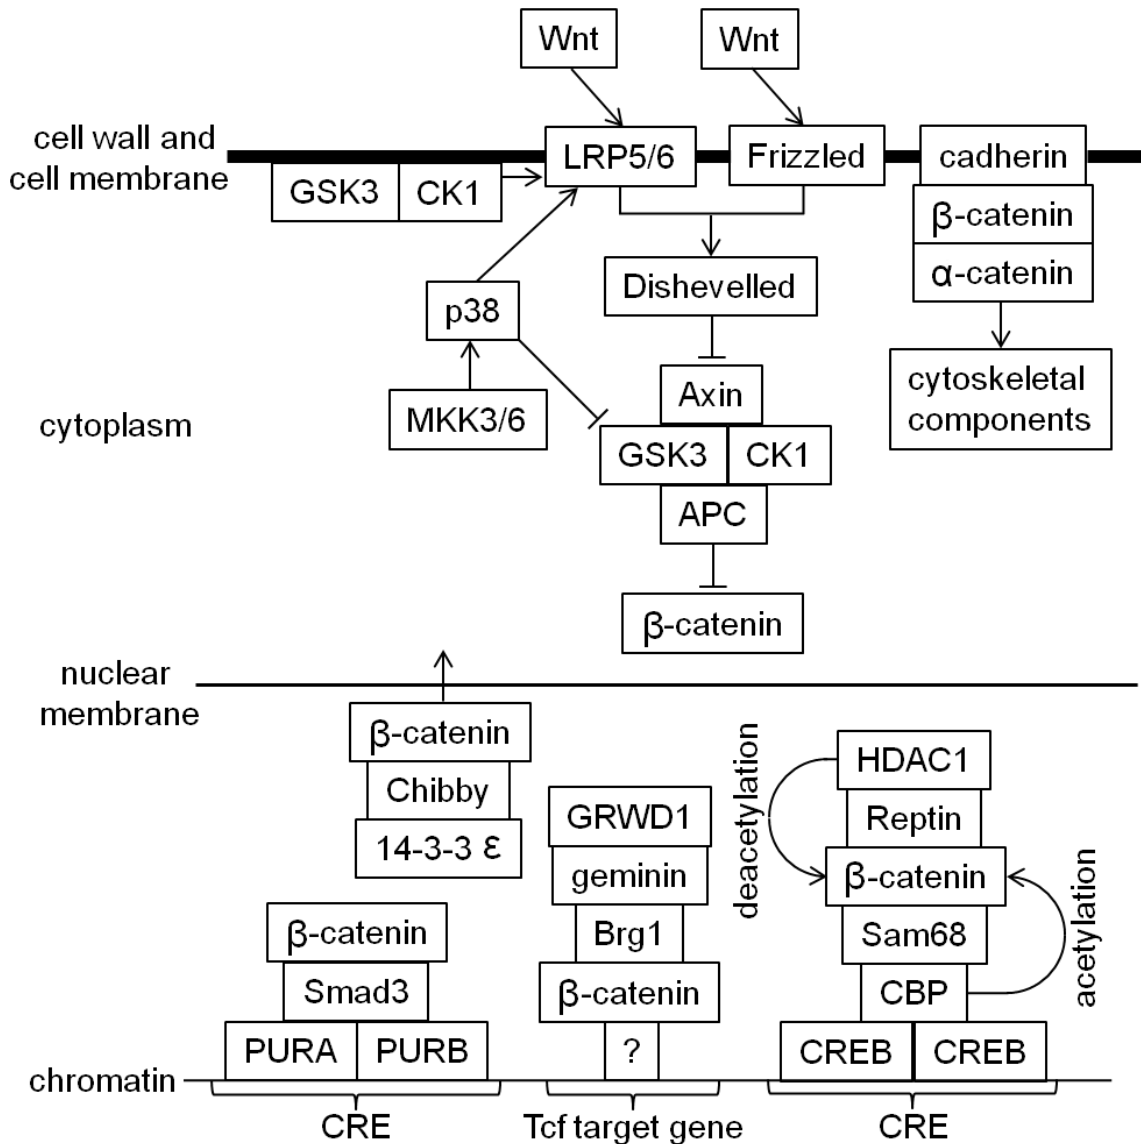 Wnt
Wnt
cell wall and
cell membrane
LRP5/6
Frizzled
cadherin
GSK3
CK1
β-catenin
α-catenin
Dishevelled
p38
cytoskeletal
components
Axin
MKK3/6
cytoplasm
GSK3
CK1
APC
β-catenin
nuclear
membrane
β-catenin
Chibby
14-3-3 ε
deacetylation
HDAC1
Reptin
β-catenin
Sam68
CBP
acetylation
CREB
CREB
GRWD1
geminin
Brg1
β-catenin
?
β-catenin
Smad3
PURA
PURB
chromatin
CRE
Tcf target gene
CRE